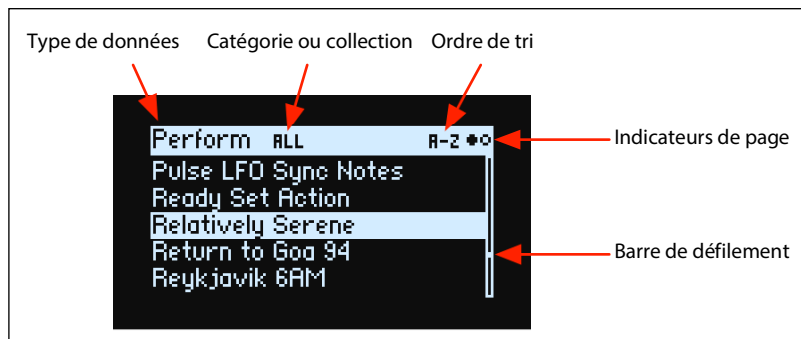 Type de données Catégorie ou collection Ordre de tri
Perform ALL A-Z
Indicateurs de page
Pulse LFO Sync Notes
Ready Set Action
Relatively Serene
Return to Goa 94
Barre de défilement
Reykjavik 6AM